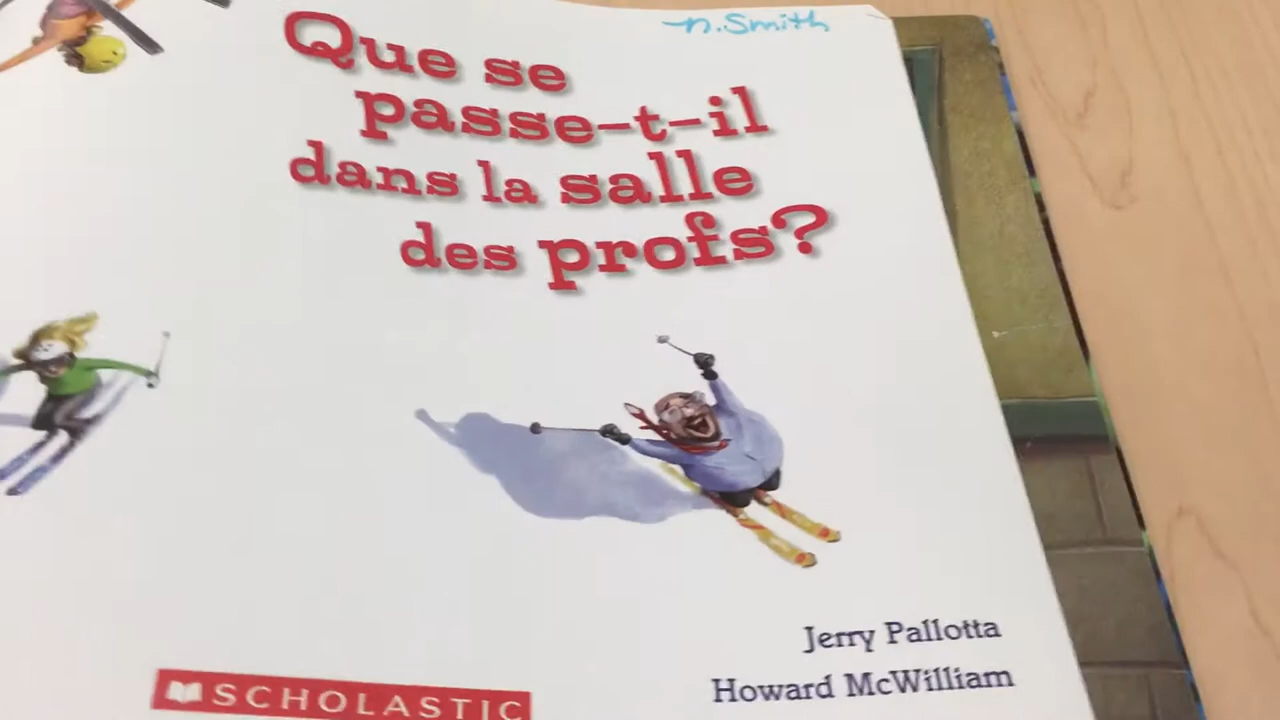 n. Smith
Que se
passe-t-il
dans la salle
des profs?
Jerry Pallotta
Howard McWilliam
SCHOLASTIC